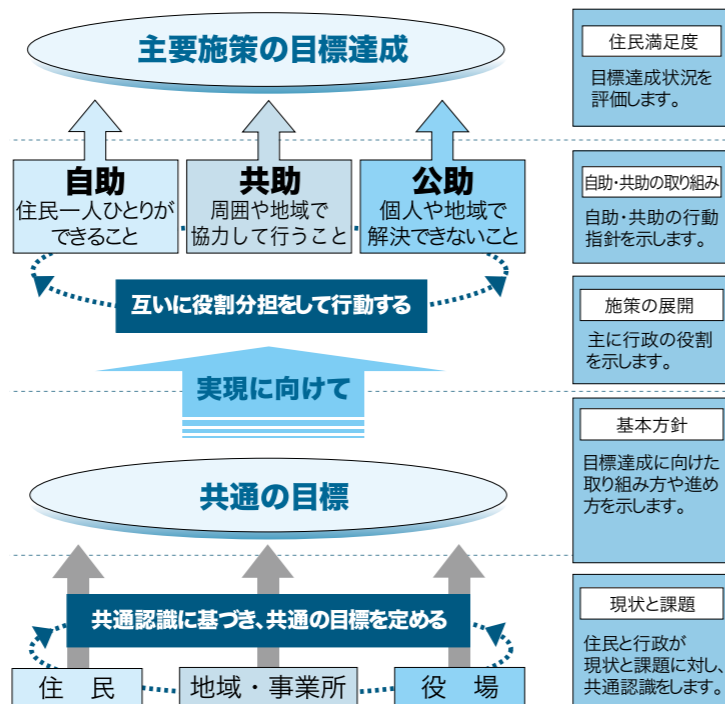 主要施策の目標達成
自助
住民一人ひとりが
できること
共助
周囲や地域で
協力して行うこと
公助
個人や地域で
解決できないこと
互いに役割分担をして行動する
実現に向けて
共通の目標
共通認識に基づき、共通の目標を定める
住　民
地域・事業所
役　場
住民満足度
目標達成状況を
評価します。
自助・共助の取り組み
自助・共助の行動
指針を示します。
施策の展開
主に行政の役割
を示します。
基本方針
目標達成に向けた
取り組み方や進め
方を示します。
現状と課題
住民と行政が
現状と課題に対し、
共通認識をします。